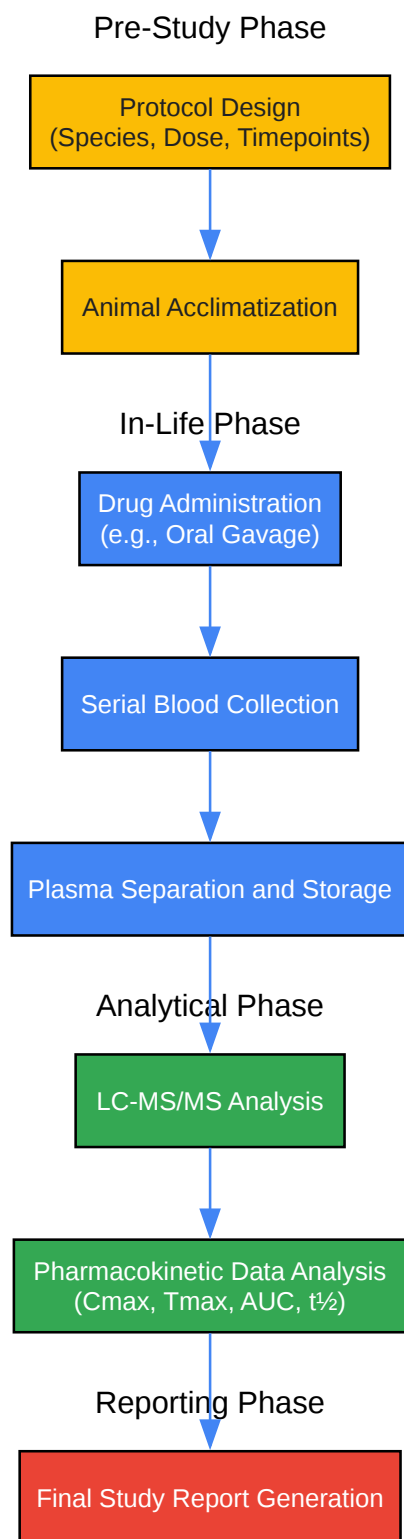 Pre-Study Phase
Protocol Design
(Species, Dose, Timepoints)
Animal Acclimatization
In-Life Phase
Drug Administration
(e.g., Oral Gavage)
Serial Blood Collection
Plasma Separation and Storage
Analytical Phase
LC-MS/MS Analysis
Pharmacokinetic Data Analysis
(Cmax, Tmax, AUC, t½)
Reporting Phase
Final Study Report Generation